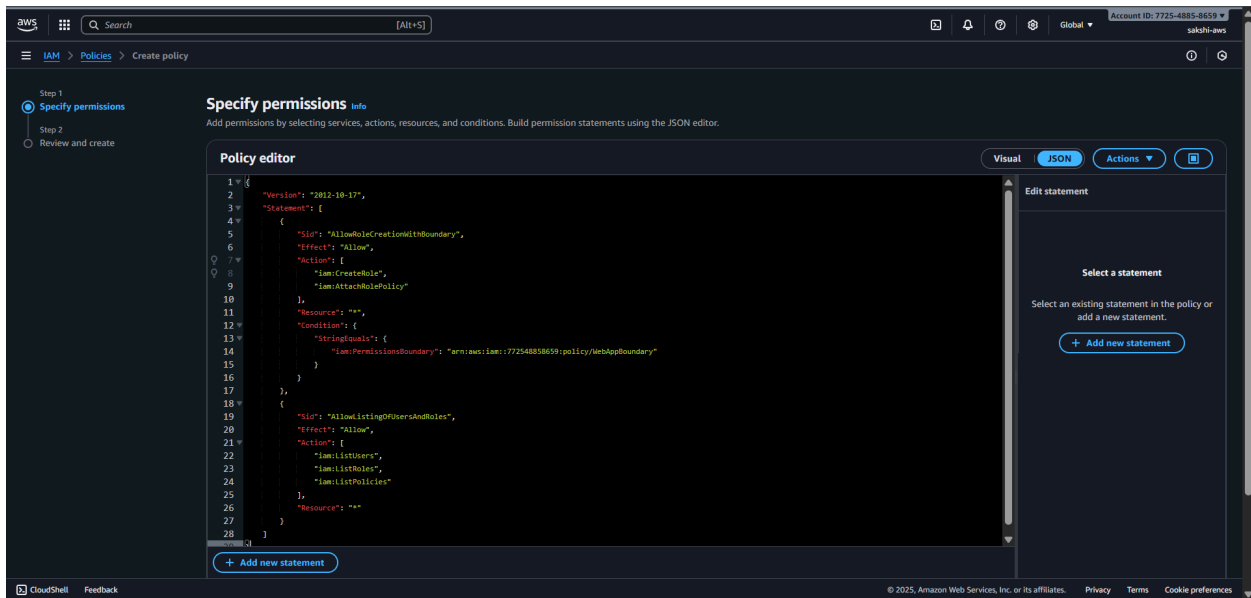 aws
Search
[Alt+S]
Global
Account ID: 7725-4885-8659
sakshi-aws
IAM > Policies > Create policy
Step 1
Specify permissions
Step 2
Review and create
Specify permissions Info
Add permissions by selecting services, actions, resources, and conditions. Build permission statements using the JSON editor.
Policy editor
Visual
JSON
Actions
1 {
2 "Version": "2012-10-17",
3 "Statement": [
4 {
5 "Sid": "AllowRoleCreationWithBoundary",
6 "Effect": "Allow",
7 "Action": [
8 "iam:CreateRole",
9 "iam:AttachRolePolicy"
10 ],
11 "Resource": "*",
12 "Condition": {
13 "StringEquals": {
14 "iam:PermissionsBoundary": "arn:aws:iam::772548858659:policy/WebAppBoundary"
15 }
16 }
17 },
18 {
19 "Sid": "AllowListingOfUsersAndRoles",
20 "Effect": "Allow",
21 "Action": [
22 "iam:ListUsers",
23 "iam:ListRoles",
24 "iam:ListPolicies"
25 ],
26 "Resource": "*"
27 }
28 ]
+ Add new statement
Edit statement
Select a statement
Select an existing statement in the policy or
add a new statement.
+ Add new statement
CloudShell
Feedback
© 2025, Amazon Web Services, Inc. or its affiliates.
Privacy
Terms
Cookie preferences